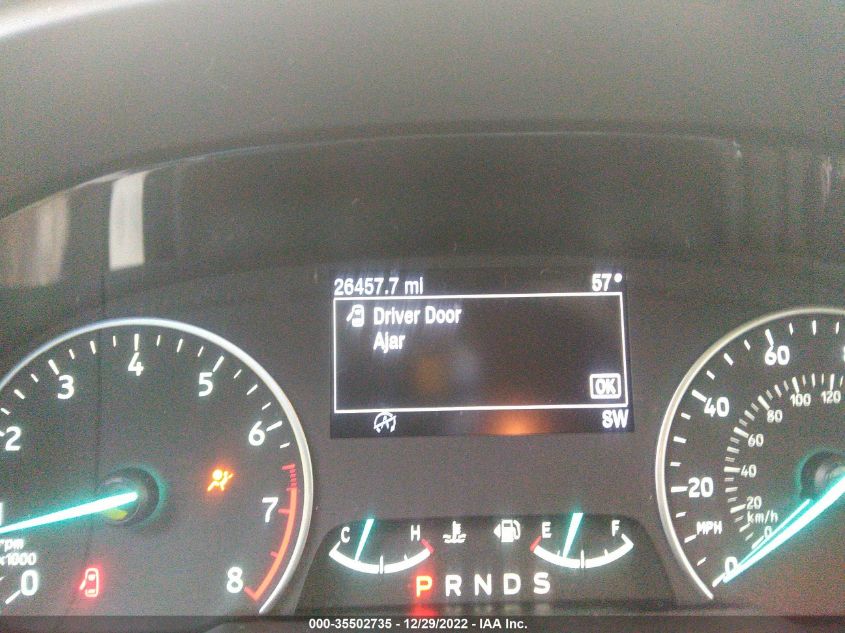 26457.7 mi 57°
Driver Door
Ajar
OK
SW
2 3 4 5 6 7 8
rpm
x1000
0
C H
E F
P R N D S
0 20 40 60
MPH
0 20 40 60 80 100 120
km/h
000-35502735 - 12/29/2022 - IAA Inc.